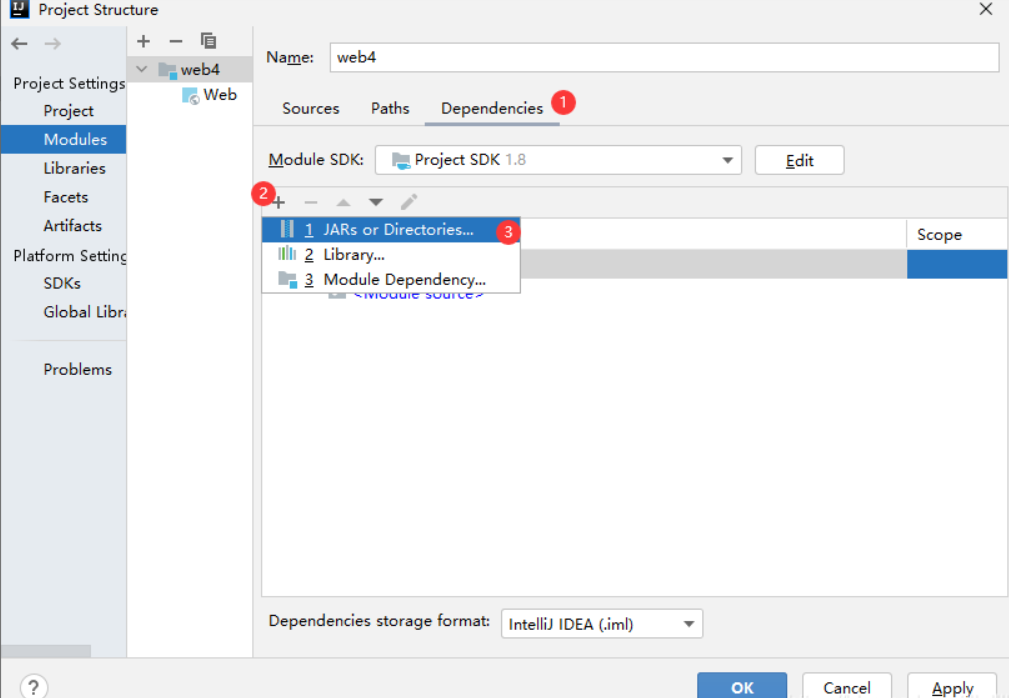 Project Structure
Name: web4
web4
Web
Project Settings
Project
Modules
Libraries
Facets
Artifacts
Platform Setting
SDKs
Global Libra
Problems
Sources Paths Dependencies 1
Module SDK: Project SDK 1.8 Edit
2
1 JARs or Directories... 3
2 Library...
3 Module Dependency...
<Module source>
Scope
Dependencies storage format: IntelliJ IDEA (.iml)
? OK Cancel Apply